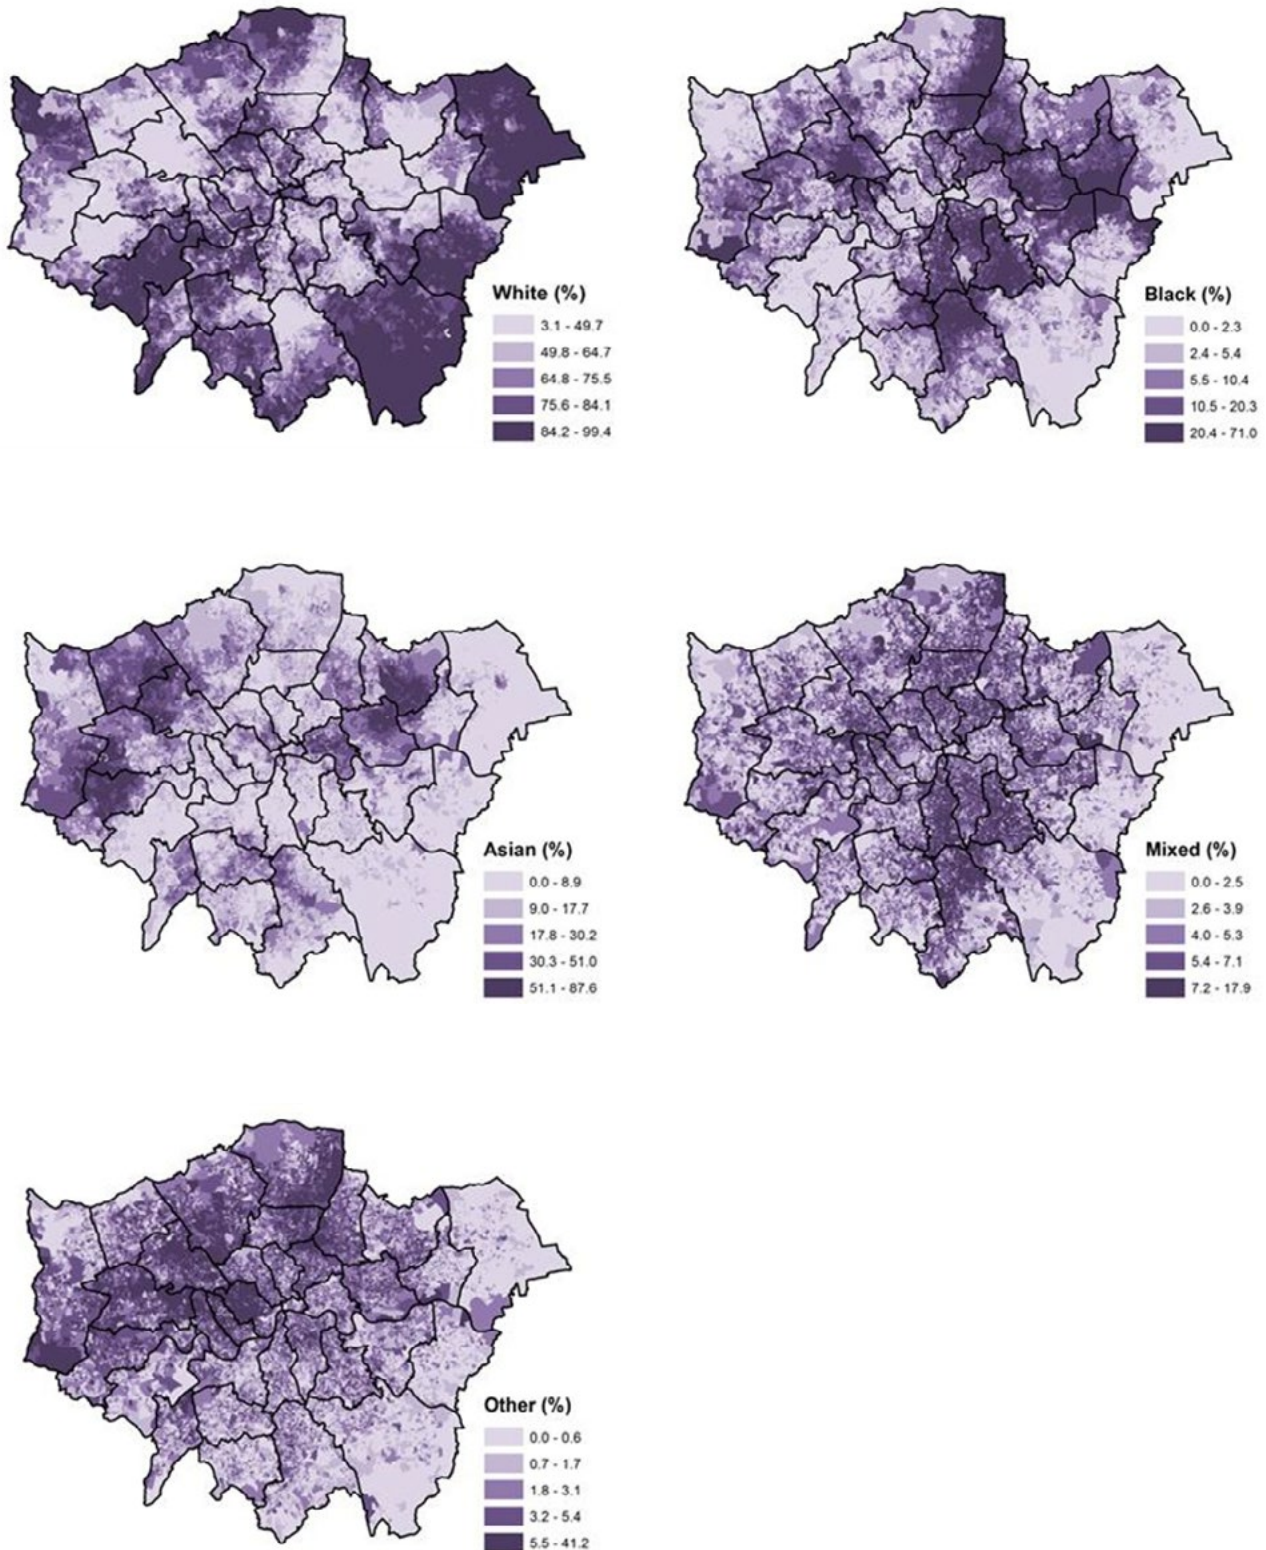 White (%)
3.1 - 49.7
49.8 - 64.7
64.8 - 75.5
75.6 - 84.1
84.2 - 99.4
Black (%)
0.0 - 2.3
2.4 - 5.4
5.5 - 10.4
10.5 - 20.3
20.4 - 71.0
Asian (%)
0.0 - 8.9
9.0 - 17.7
17.8 - 30.2
30.3 - 51.0
51.1 - 87.6
Mixed (%)
0.0 - 2.5
2.6 - 3.9
4.0 - 5.3
5.4 - 7.1
7.2 - 17.9
Other (%)
0.0 - 0.6
0.7 - 1.7
1.8 - 3.1
3.2 - 5.4
5.5 - 41.2